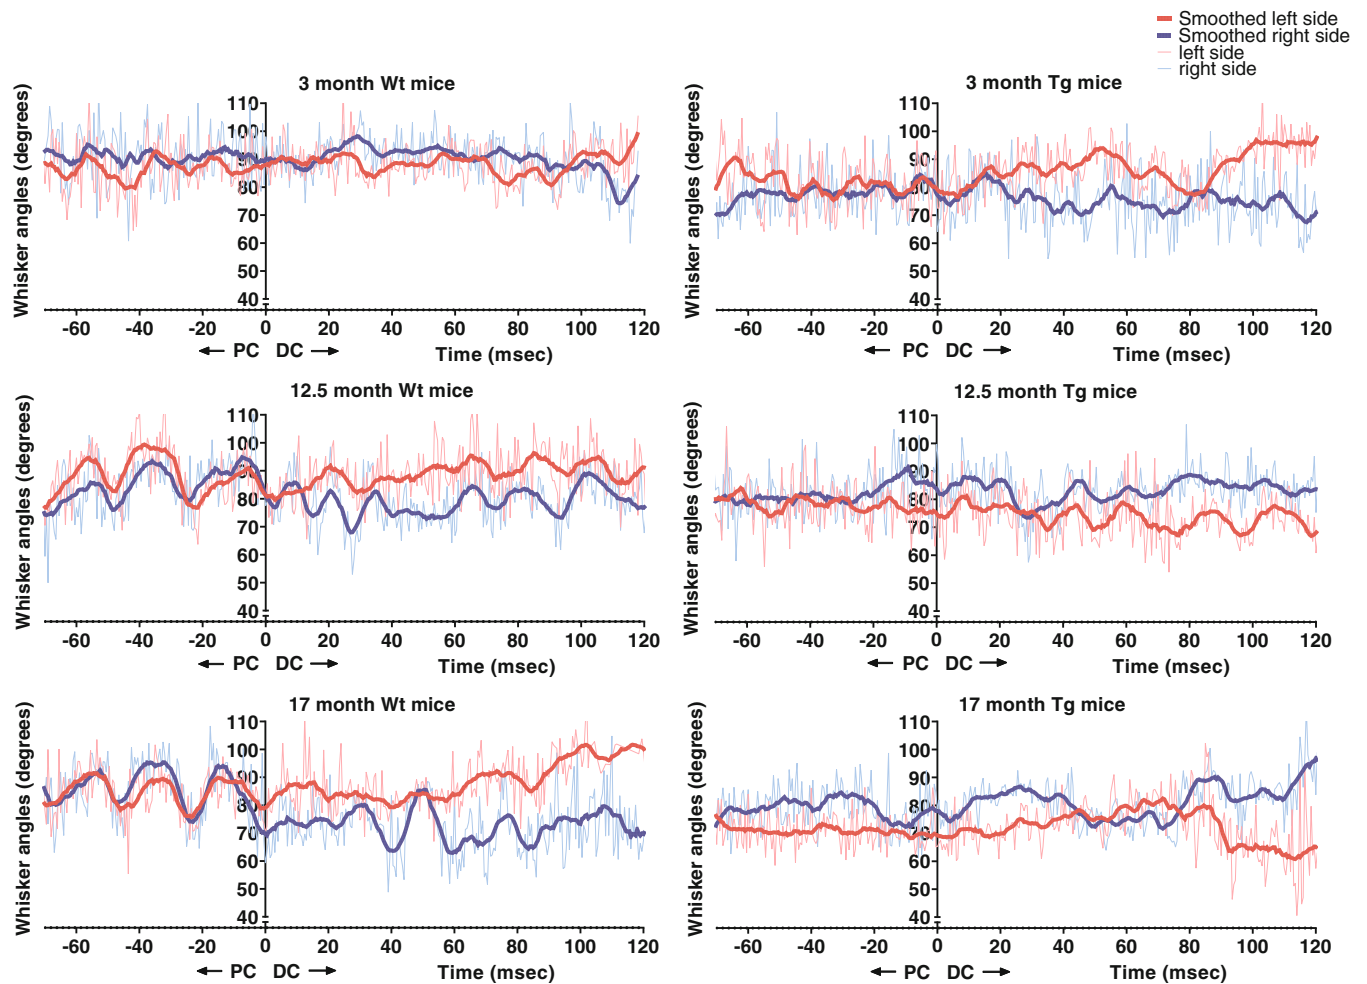 Smoothed left side
Smoothed right side
left side
right side
3 month Wt mice
Whisker angles (degrees)
110
100
90
80
70
60
50
40
-60 -40 -20 0 20 40 60 80 100 120
← PC DC → Time (msec)
3 month Tg mice
Whisker angles (degrees)
110
100
90
80
70
60
50
40
-60 -40 -20 0 20 40 60 80 100 120
← PC DC → Time (msec)
12.5 month Wt mice
Whisker angles (degrees)
110
100
90
80
70
60
50
40
-60 -40 -20 0 20 40 60 80 100 120
← PC DC → Time (msec)
12.5 month Tg mice
Whisker angles (degrees)
110
100
90
80
70
60
50
40
-60 -40 -20 0 20 40 60 80 100 120
← PC DC → Time (msec)
17 month Wt mice
Whisker angles (degrees)
110
100
90
80
70
60
50
40
-60 -40 -20 0 20 40 60 80 100 120
← PC DC → Time (msec)
17 month Tg mice
Whisker angles (degrees)
110
100
90
80
70
60
50
40
-60 -40 -20 0 20 40 60 80 100 120
← PC DC → Time (msec)